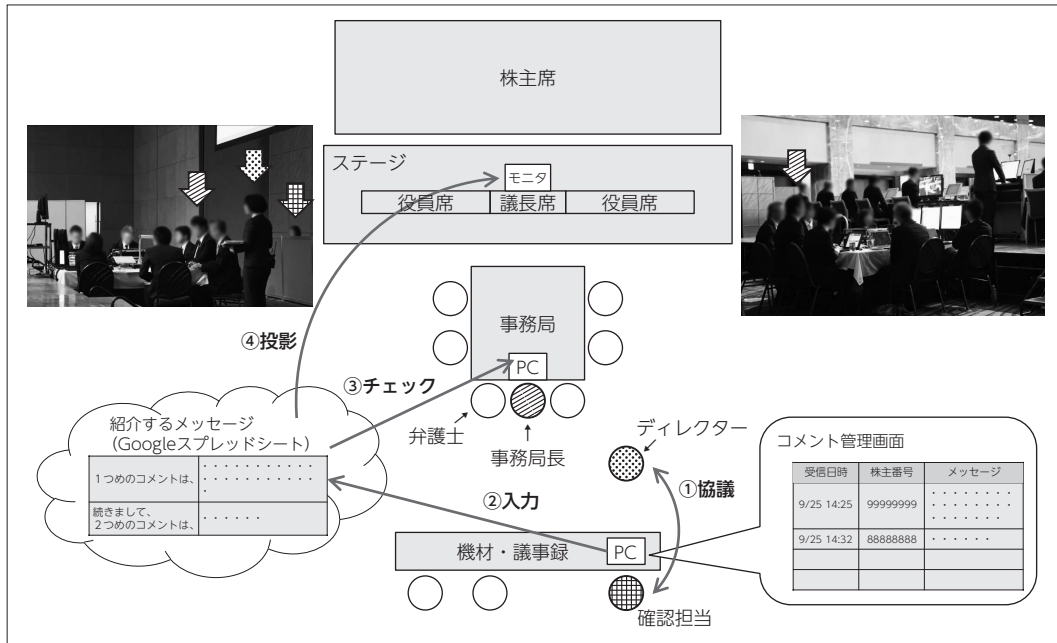 株主席
ステージ
モニタ
役員席
議長席
役員席
事務局
PC
④投影
③チェック
弁護士
事務局長
紹介するメッセージ
（Googleスプレッドシート）
1つめのコメントは、
・・・・・・・・・・・
・・・・・・・・・・・
・
続きまして、
2つめのコメントは、
・・・・・・
②入力
ディレクター
①協議
機材・議事録
PC
確認担当
コメント管理画面
受信日時 株主番号 メッセージ
9/25 14:25 99999999
・・・・・・・・
・・・・・・・・
・・・・・・・・
9/25 14:32 88888888 ・・・・・・